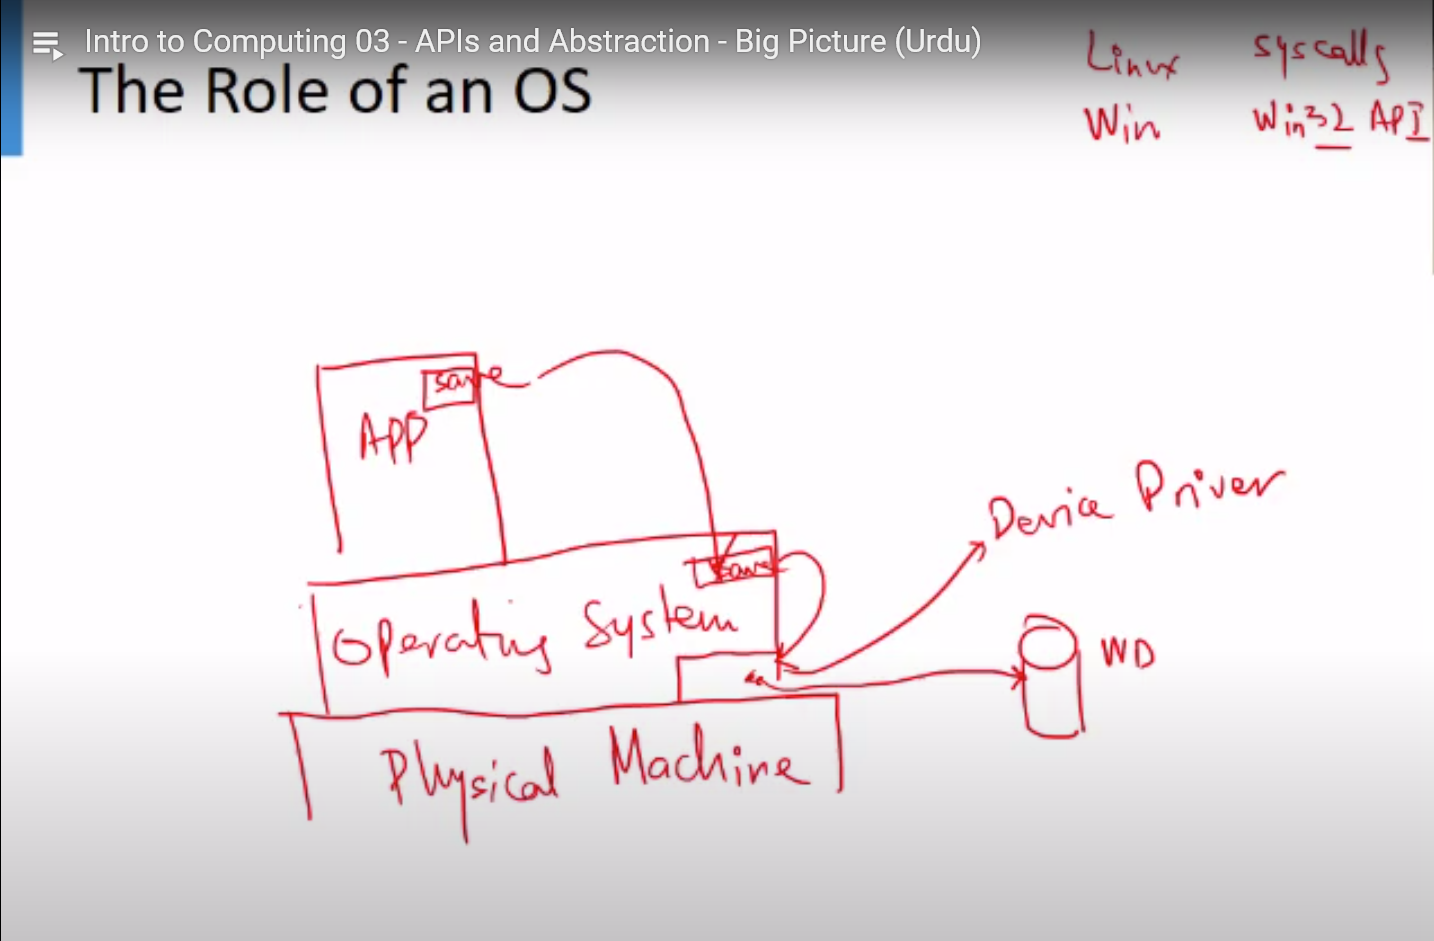 Intro to Computing 03 - APIs and Abstraction - Big Picture (Urdu)
The Role of an OS
Linux syscalls
Win Win32 API
save
APP
Device Driver
save
Operating System
WD
Physical Machine